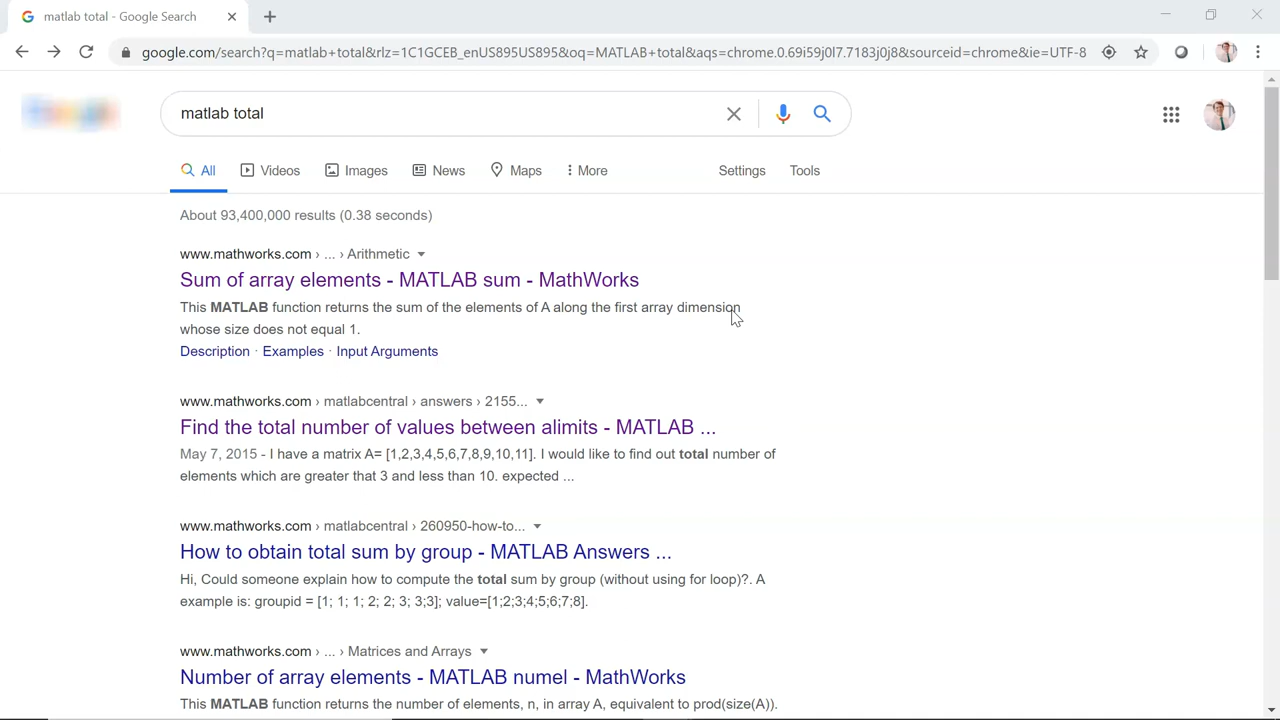 matlab total - Google Search
google.com/search?q=matlab+total&rlz=1C1GCEB_enUS895US895&oq=MATLAB+total&aqs=chrome.0.69i59j0l7.7183j0j8&sourceid=chrome&ie=UTF-8
matlab total
All Videos Images News Maps More Settings Tools
About 93,400,000 results (0.38 seconds)
www.mathworks.com › ... › Arithmetic
Sum of array elements - MATLAB sum - MathWorks
This MATLAB function returns the sum of the elements of A along the first array dimension
whose size does not equal 1.
Description · Examples · Input Arguments
www.mathworks.com › matlabcentral › answers › 2155...
Find the total number of values between alimits - MATLAB ...
May 7, 2015 - I have a matrix A= [1,2,3,4,5,6,7,8,9,10,11]. I would like to find out total number of
elements which are greater that 3 and less than 10. expected ...
www.mathworks.com › matlabcentral › 260950-how-to...
How to obtain total sum by group - MATLAB Answers ...
Hi, Could someone explain how to compute the total sum by group (without using for loop)?. A
example is: groupid = [1; 1; 1; 2; 2; 3; 3;3]; value=[1;2;3;4;5;6;7;8].
www.mathworks.com › ... › Matrices and Arrays
Number of array elements - MATLAB numel - MathWorks
This MATLAB function returns the number of elements, n, in array A, equivalent to prod(size(A)).